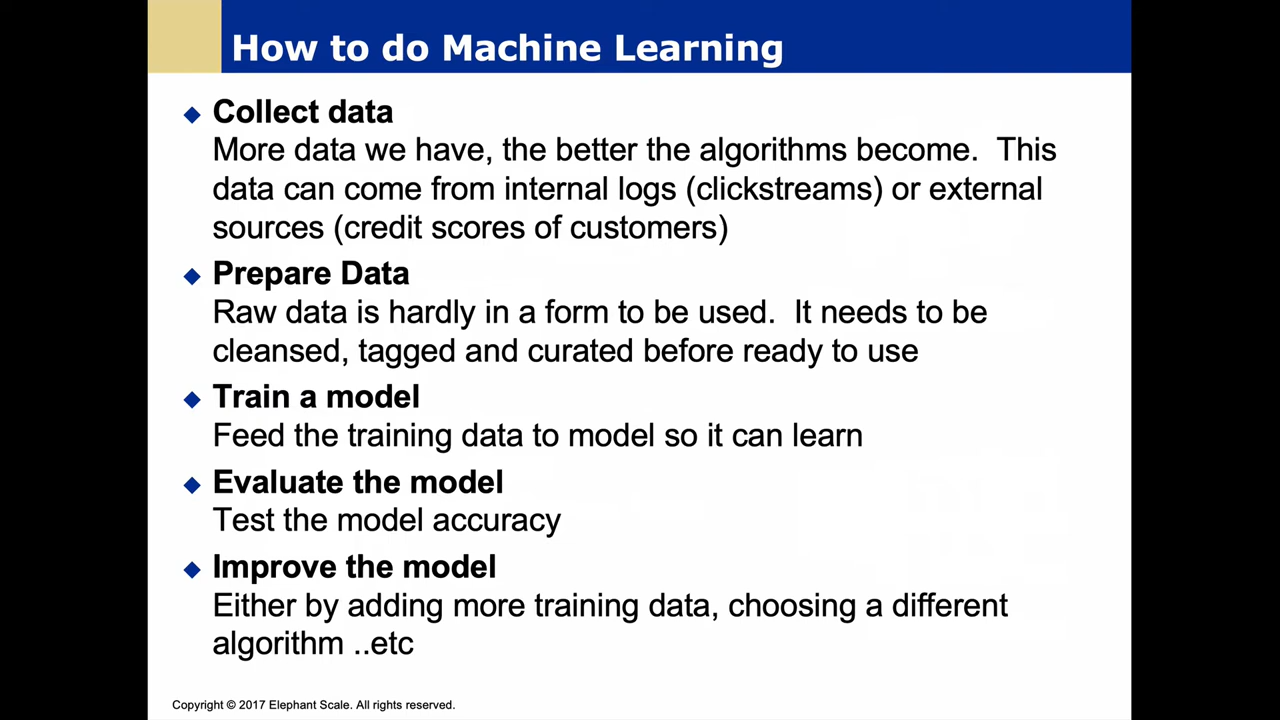 How to do Machine Learning
Collect data
More data we have, the better the algorithms become.  This
data can come from internal logs (clickstreams) or external
sources (credit scores of customers)
Prepare Data
Raw data is hardly in a form to be used.  It needs to be
cleansed, tagged and curated before ready to use
Train a model
Feed the training data to model so it can learn
Evaluate the model
Test the model accuracy
Improve the model
Either by adding more training data, choosing a different
algorithm ..etc
Copyright © 2017 Elephant Scale. All rights reserved.